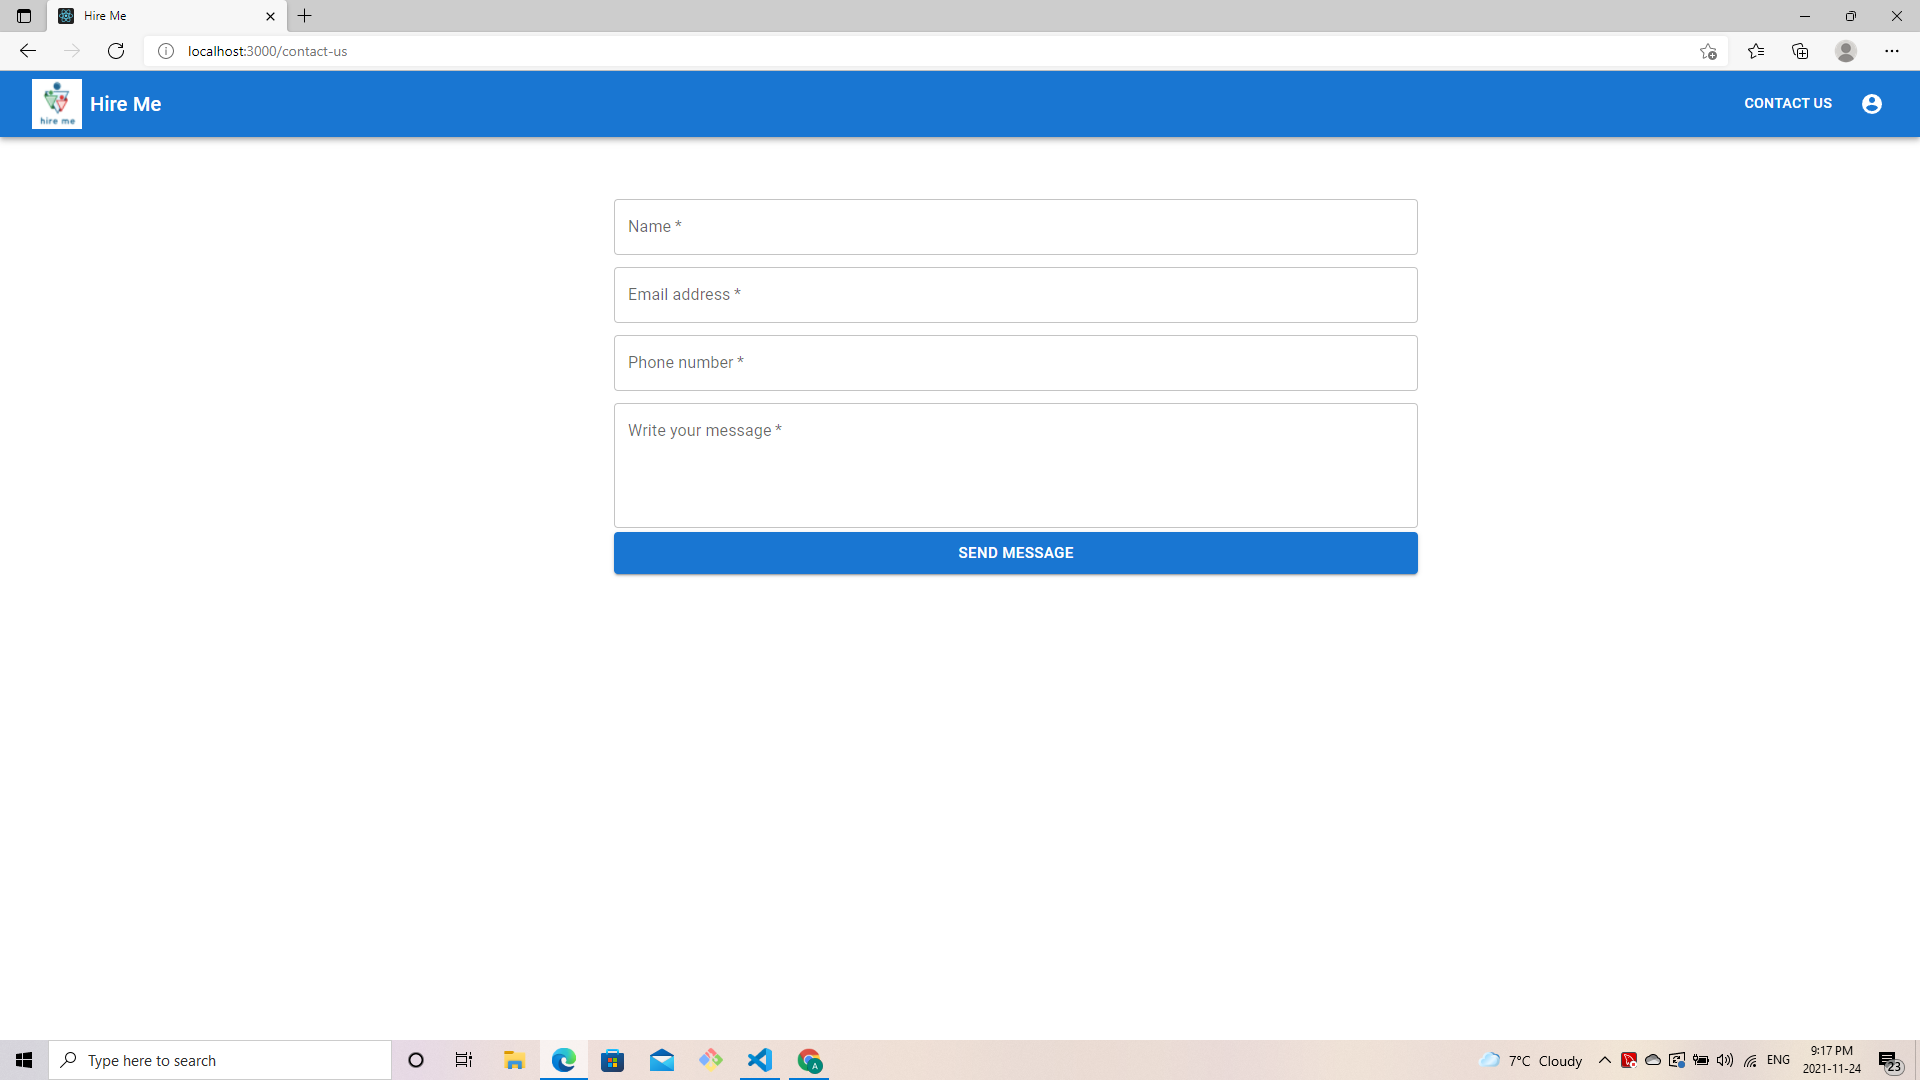 Hire Me
localhost:3000/contact-us
hire me
Hire Me
CONTACT US
Name *
Email address *
Phone number *
Write your message *
SEND MESSAGE
Type here to search
A
7°C Cloudy
ENG
9:17 PM
2021-11-24
23